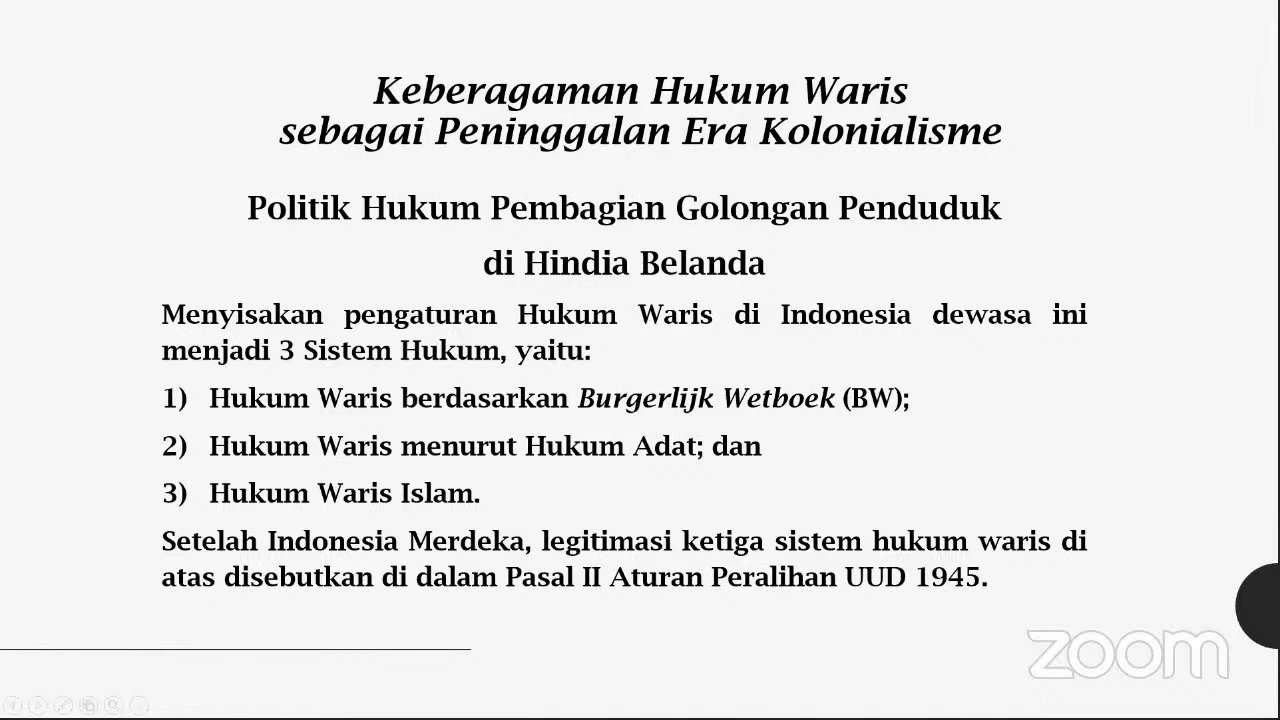 Keberagaman Hukum Waris
sebagai Peninggalan Era Kolonialisme
Politik Hukum Pembagian Golongan Penduduk
di Hindia Belanda
Menyisakan pengaturan Hukum Waris di Indonesia dewasa ini
menjadi 3 Sistem Hukum, yaitu:
1) Hukum Waris berdasarkan Burgerlijk Wetboek (BW);
2) Hukum Waris menurut Hukum Adat; dan
3) Hukum Waris Islam.
Setelah Indonesia Merdeka, legitimasi ketiga sistem hukum waris di
atas disebutkan di dalam Pasal II Aturan Peralihan UUD 1945.
zoom